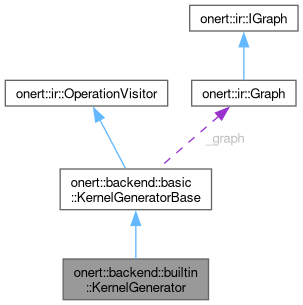 onert::ir::IGraph
onert::ir::OperationVisitor
onert::ir::Graph
_graph
onert::backend::basic
::KernelGeneratorBase
onert::backend::builtin
::KernelGenerator